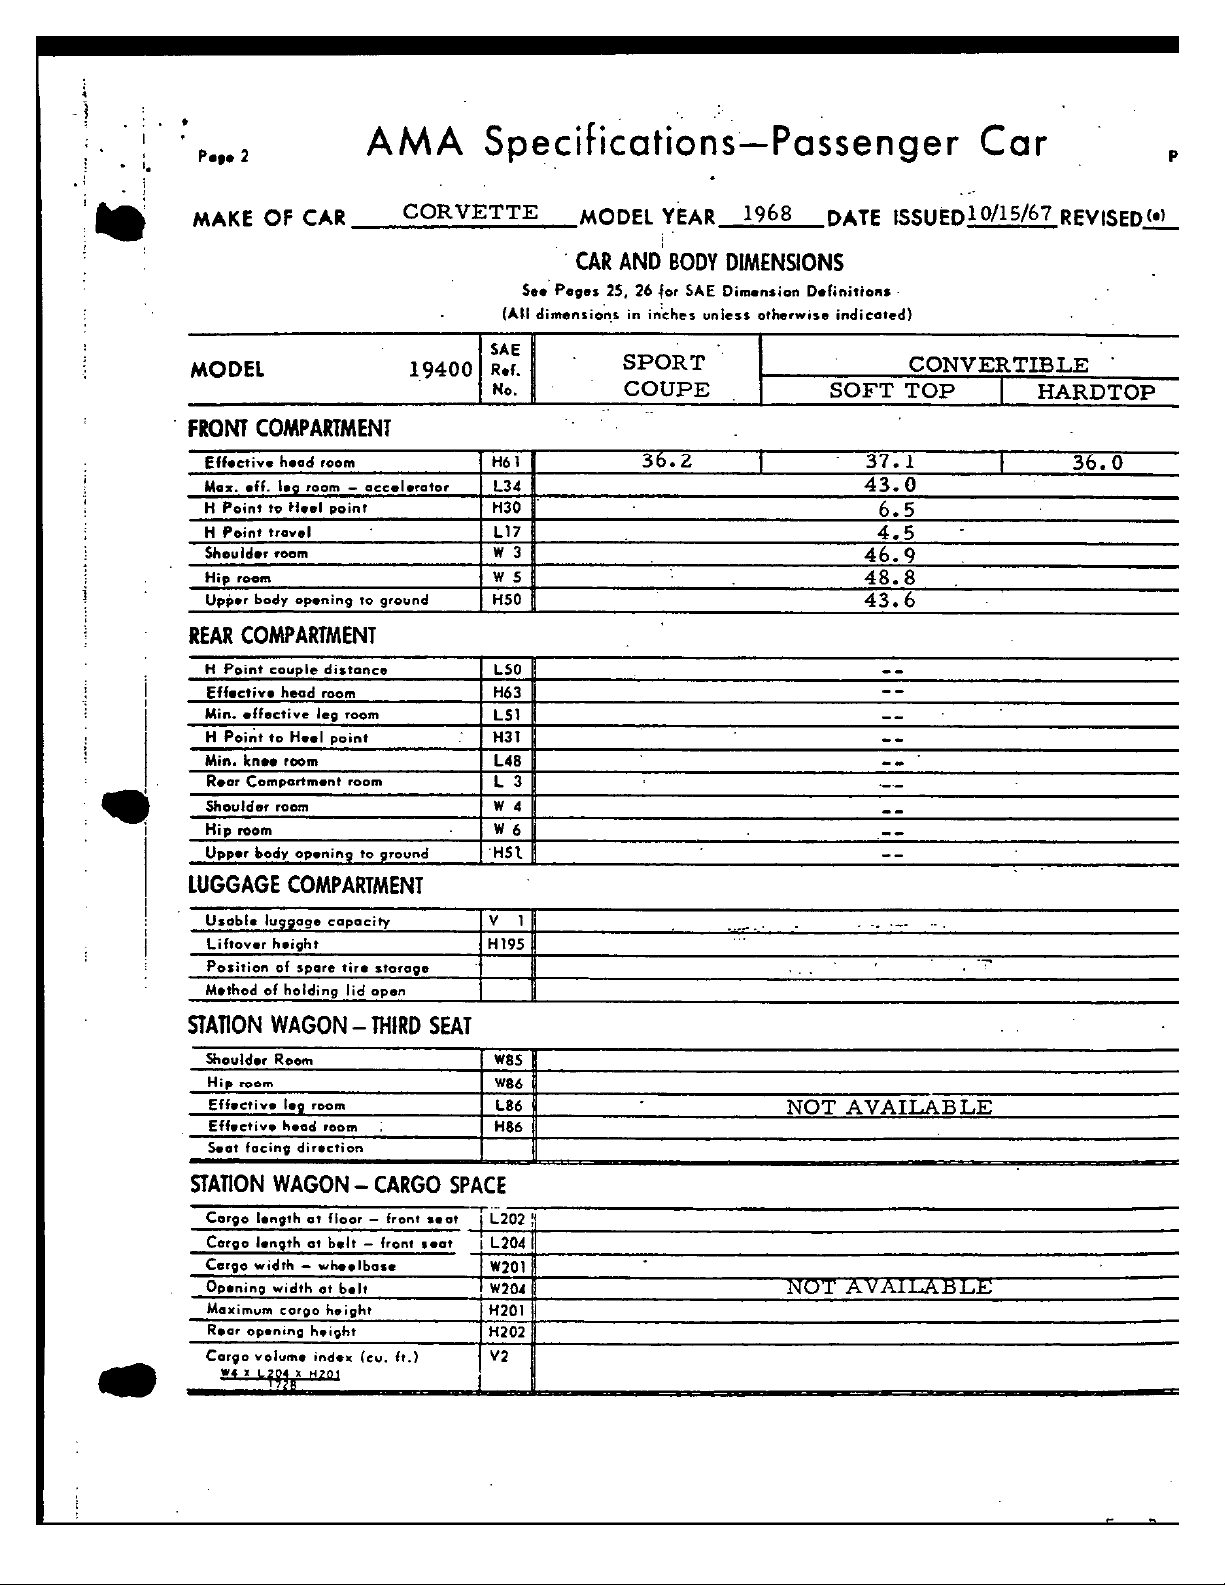 Page 2 AMA Specifications—Passenger Car P
MAKE OF CAR CORVETTE MODEL YEAR 1968 DATE ISSUED 10/15/67 REVISED (•)
CAR AND BODY DIMENSIONS
See Pages 25, 26 for SAE Dimension Definitions
(All dimensions in inches unless otherwise indicated)
MODEL 19400 SAE Ref. No. SPORT COUPE CONVERTIBLE
SOFT TOP HARDTOP
FRONT COMPARTMENT
Effective head room H61 36.2 37.1 36.0
Max. eff. leg room – accelerator L34 43.0
H Point to Heel point H30 6.5
H Point travel L17 4.5
Shoulder room W 3 46.9
Hip room W 5 48.8
Upper body opening to ground H50 43.6
REAR COMPARTMENT
H Point couple distance L50 --
Effective head room H63 --
Min. effective leg room L51 --
H Point to Heel point H31 --
Min. knee room L48 --
Rear Compartment room L 3 --
Shoulder room W 4 --
Hip room W 6 --
Upper body opening to ground H51 --
LUGGAGE COMPARTMENT
Usable luggage capacity V 1
Liftover height H195
Position of spare tire storage
Method of holding lid open
STATION WAGON – THIRD SEAT
Shoulder Room W85
Hip room W86
Effective leg room L86 NOT AVAILABLE
Effective head room H86
Seat facing direction
STATION WAGON – CARGO SPACE
Cargo length at floor – front seat L202
Cargo length at belt – front seat L204
Cargo width – wheelbase W201
Opening width at belt W204 NOT AVAILABLE
Maximum cargo height H201
Rear opening height H202
Cargo volume index (cu. ft.) V2
W4 x L204 x H201
1728